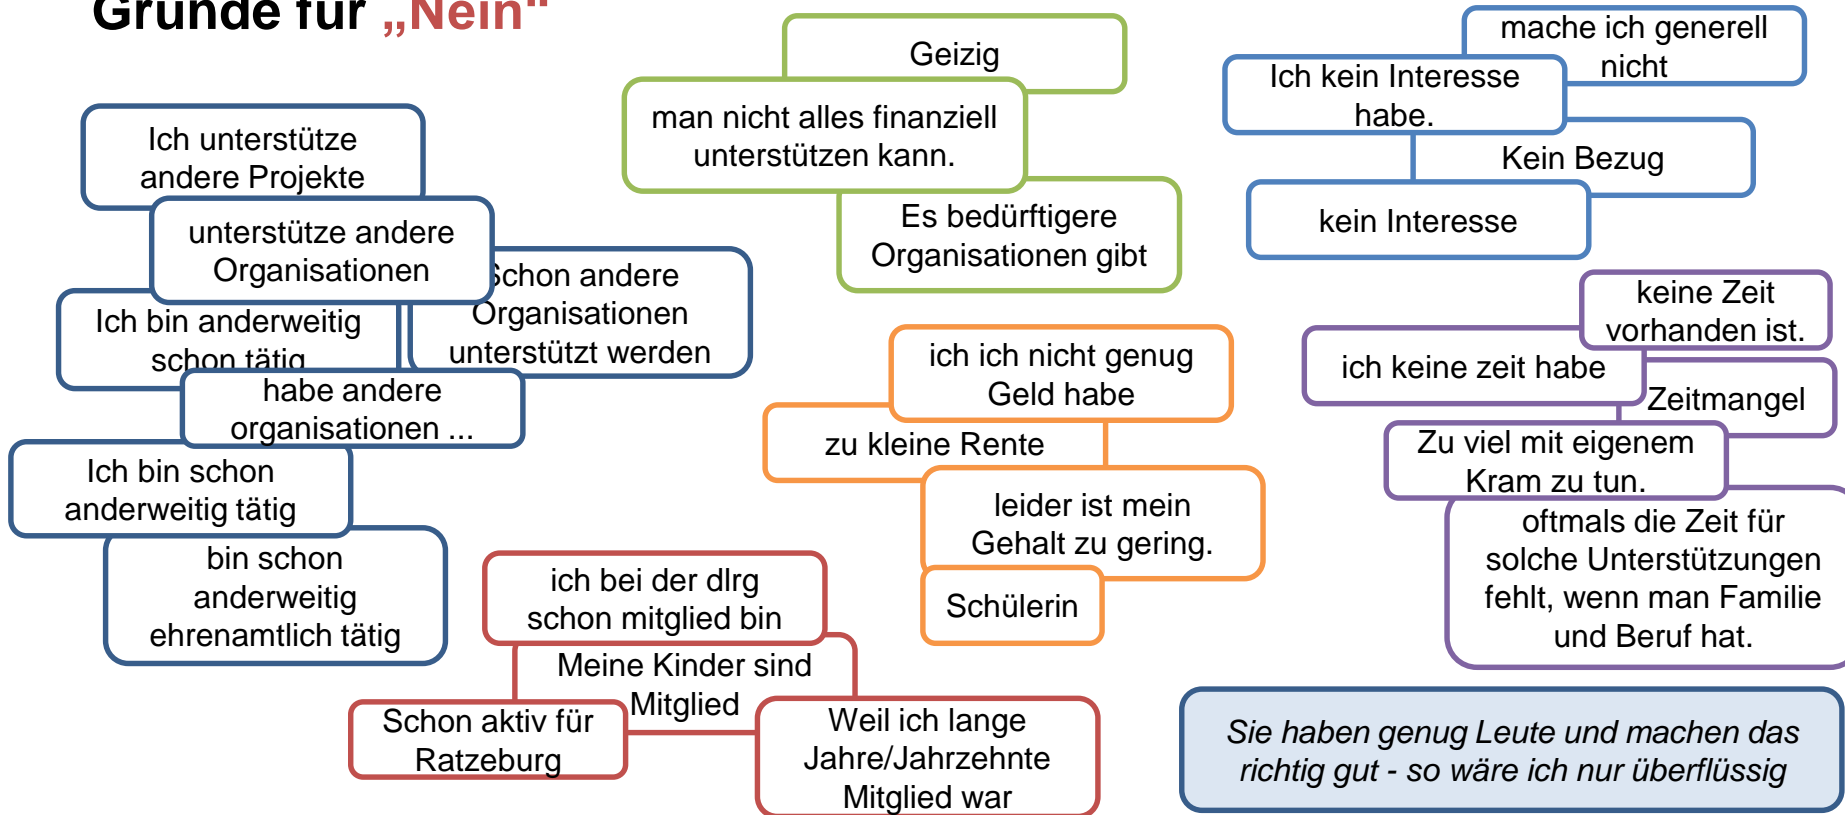 Gründe für „Nein“
Ich unterstütze
andere Projekte
unterstütze andere
Organisationen
Schon andere
Organisationen
unterstützt werden
Ich bin anderweitig
schon tätig
habe andere
organisationen ...
Ich bin schon
anderweitig tätig
bin schon
anderweitig
ehrenamtlich tätig
Geizig
man nicht alles finanziell
unterstützen kann.
Es bedürftigere
Organisationen gibt
mache ich generell
nicht
Ich kein Interesse
habe.
Kein Bezug
kein Interesse
ich ich nicht genug
Geld habe
zu kleine Rente
leider ist mein
Gehalt zu gering.
Schülerin
keine Zeit
vorhanden ist.
ich keine zeit habe
Zeitmangel
Zu viel mit eigenem
Kram zu tun.
oftmals die Zeit für
solche Unterstützungen
fehlt, wenn man Familie
und Beruf hat.
ich bei der dlrg
schon mitglied bin
Meine Kinder sind
Mitglied
Schon aktiv für
Ratzeburg
Weil ich lange
Jahre/Jahrzehnte
Mitglied war
Sie haben genug Leute und machen das
richtig gut - so wäre ich nur überflüssig